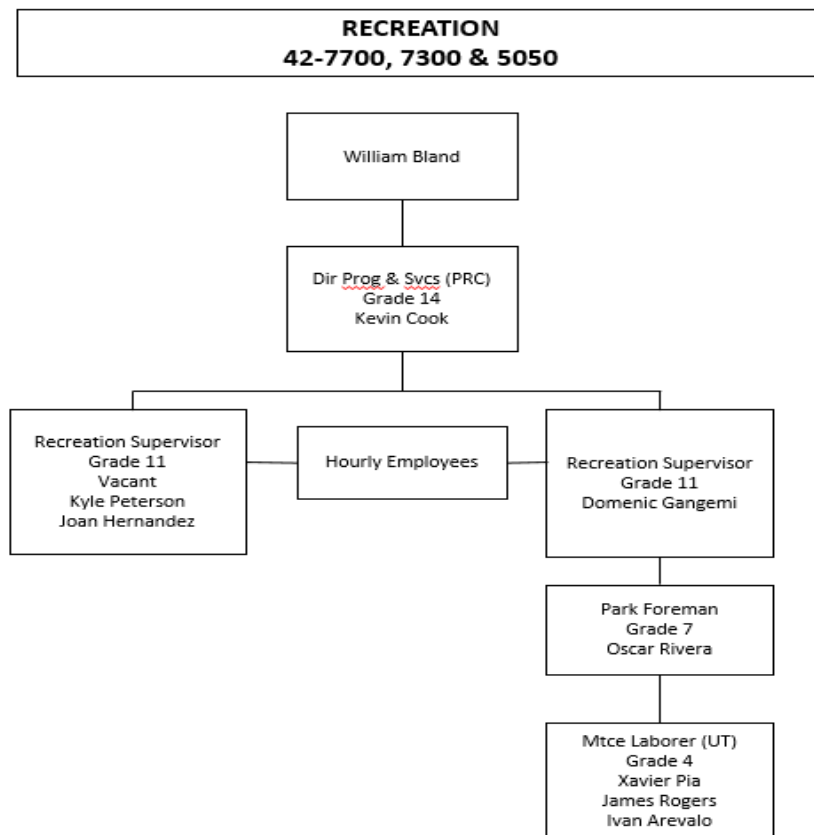 RECREATION
42-7700, 7300 & 5050
William Bland
Dir Prog & Svcs (PRC)
Grade 14
Kevin Cook
Recreation Supervisor
Grade 11
Vacant
Kyle Peterson
Joan Hernandez
Hourly Employees
Recreation Supervisor
Grade 11
Domenic Gangemi
Park Foreman
Grade 7
Oscar Rivera
Mtce Laborer (UT)
Grade 4
Xavier Pia
James Rogers
Ivan Arevalo